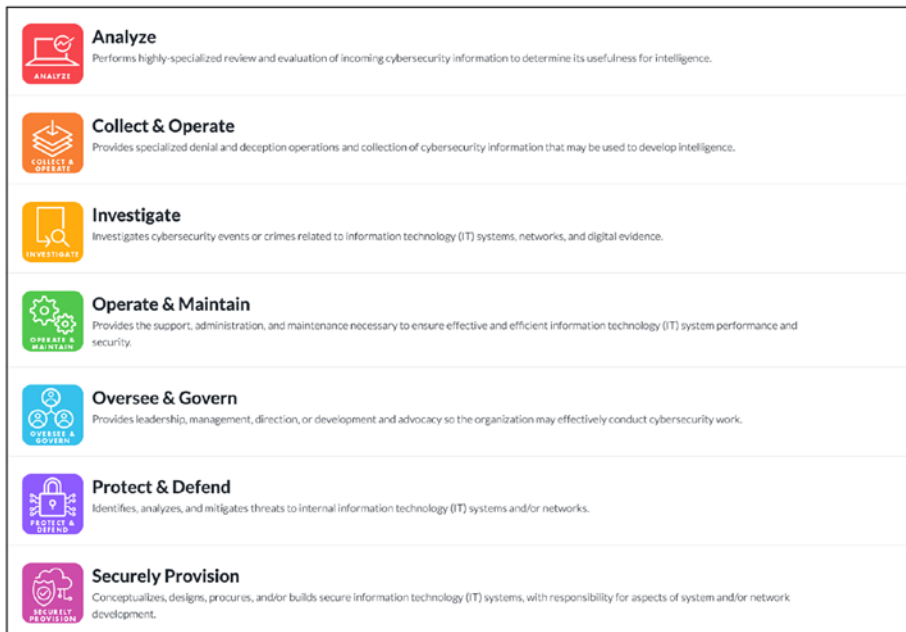 Analyze
Performs highly-specialized review and evaluation of incoming cybersecurity information to determine its usefulness for intelligence.
ANALYZE
Collect & Operate
Provides specialized denial and deception operations and collection of cybersecurity information that may be used to develop intelligence.
COLLECT &
OPERATE
Investigate
Investigates cybersecurity events or crimes related to information technology (IT) systems, networks, and digital evidence.
INVESTIGATE
Operate & Maintain
Provides the support, administration, and maintenance necessary to ensure effective and efficient information technology (IT) system performance and
security.
OPERATE &
MAINTAIN
Oversee & Govern
Provides leadership, management, direction, or development and advocacy so the organization may effectively conduct cybersecurity work.
OVERSEE &
GOVERN
Protect & Defend
Identifies, analyzes, and mitigates threats to internal information technology (IT) systems and/or networks.
PROTECT &
DEFEND
Securely Provision
Conceptualizes, designs, procures, and/or builds secure information technology (IT) systems, with responsibility for aspects of system and/or network
development.
SECURELY
PROVISION